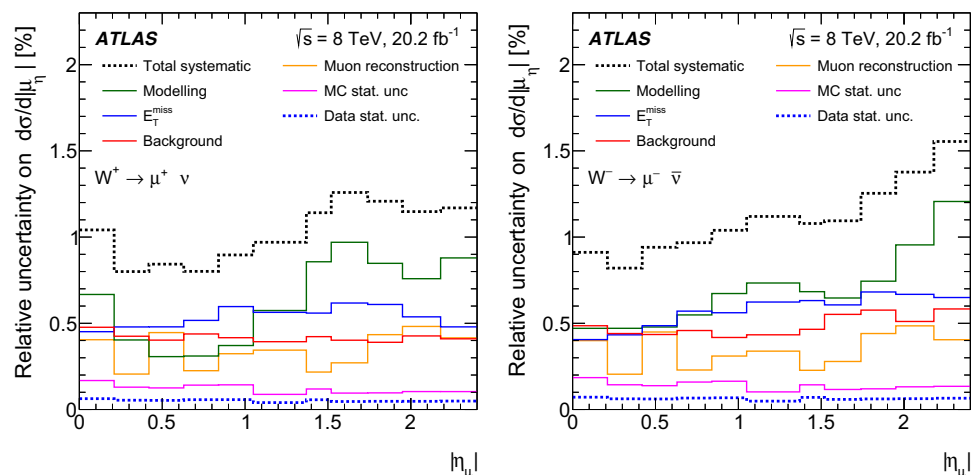 Relative uncertainty on dσ/d|η_μ| [%]
ATLAS
√s = 8 TeV, 20.2 fb⁻¹
Total systematic
Muon reconstruction
Modelling
MC stat. unc
E_T^miss
Data stat. unc.
Background
W⁺ → μ⁺ ν
2
1.5
1
0.5
0
0 0.5 1 1.5 2
|η_μ|
Relative uncertainty on dσ/d|η_μ| [%]
ATLAS
√s = 8 TeV, 20.2 fb⁻¹
Total systematic
Muon reconstruction
Modelling
MC stat. unc
E_T^miss
Data stat. unc.
Background
W⁻ → μ⁻ ν̄
2
1.5
1
0.5
0
0 0.5 1 1.5 2
|η_μ|